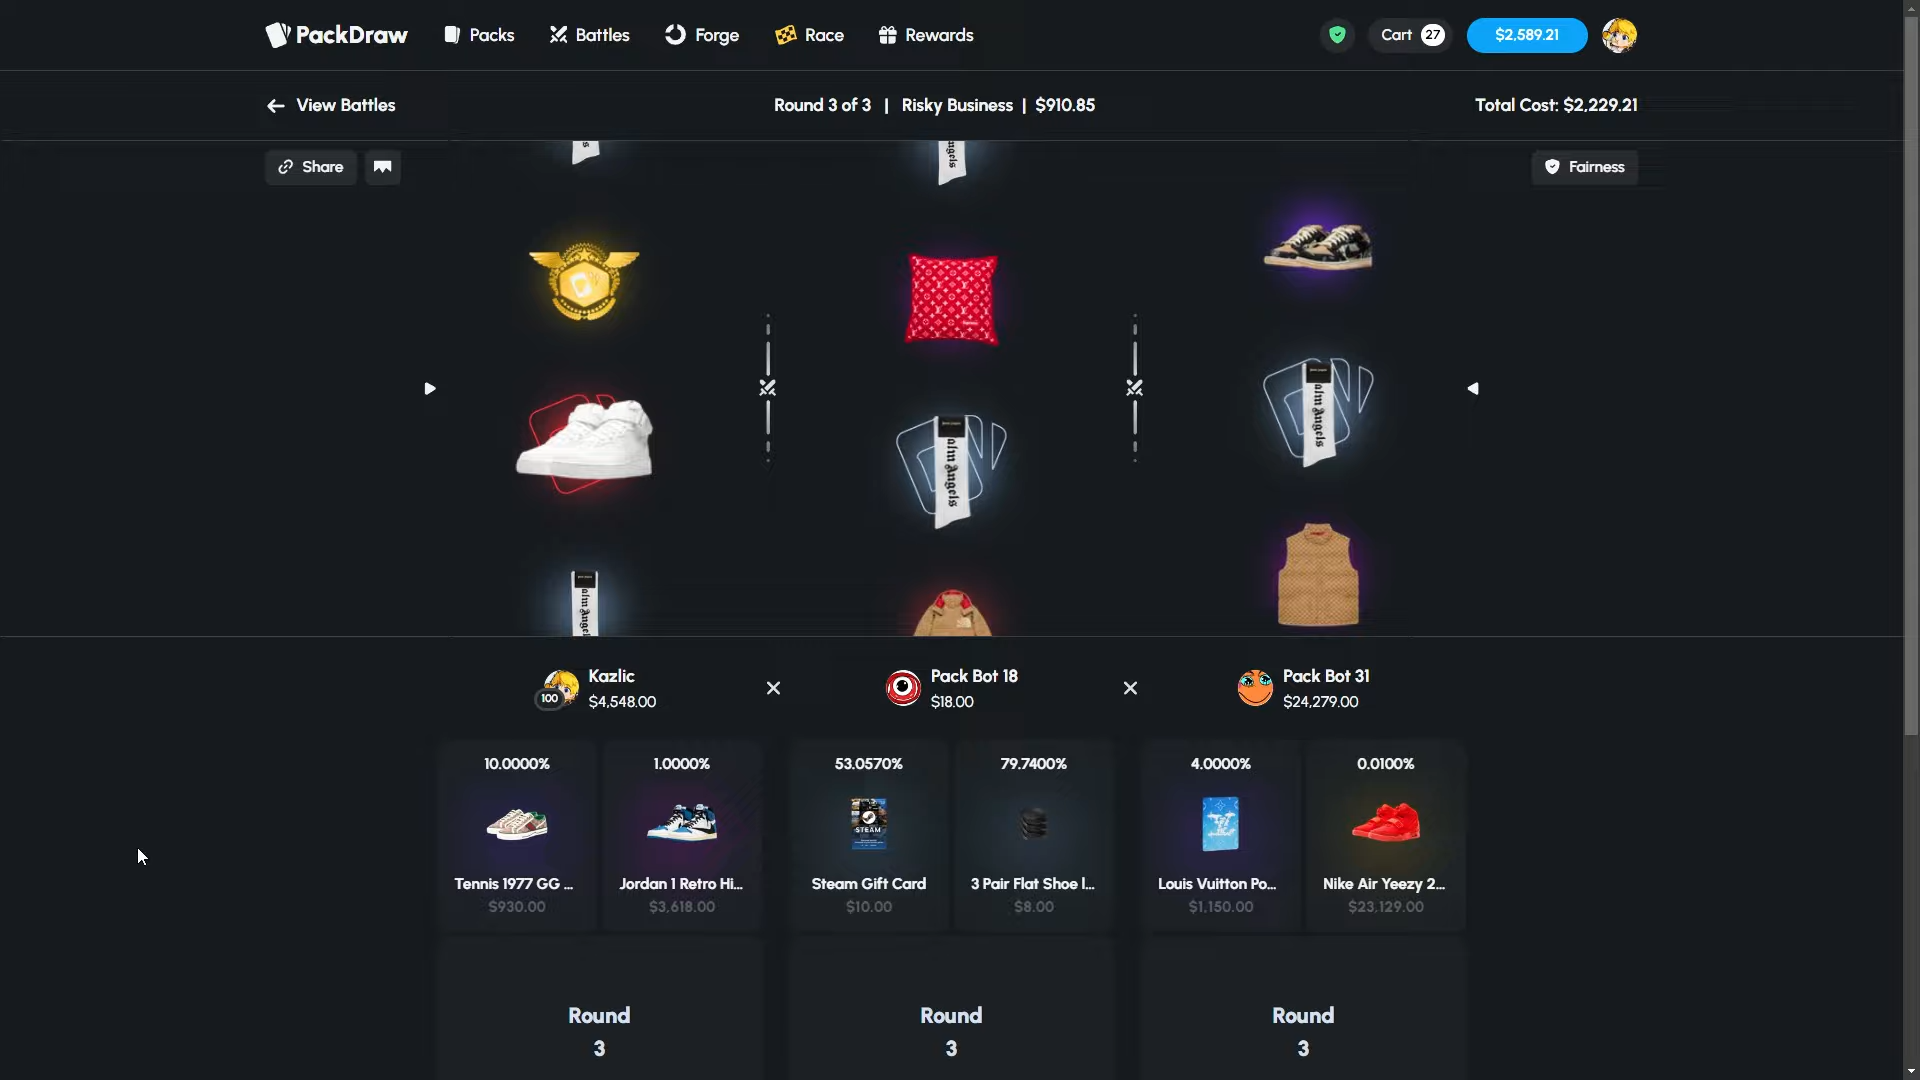 PackDraw
Packs
Battles
Forge
Race
Rewards
Cart 27
$2,589.21
View Battles
Round 3 of 3 | Risky Business | $910.85
Total Cost: $2,229.21
Share
Fairness
Kazlic
100
$4,548.00
Pack Bot 18
$18.00
Pack Bot 31
$24,279.00
10.0000%
1.0000%
53.0570%
79.7400%
4.0000%
0.0100%
STEAM
Tennis 1977 GG ...
Jordan 1 Retro Hi...
Steam Gift Card
3 Pair Flat Shoe l...
Louis Vuitton Po...
Nike Air Yeezy 2...
$930.00
$3,618.00
$10.00
$8.00
$1,150.00
$23,129.00
Round
3
Round
3
Round
3